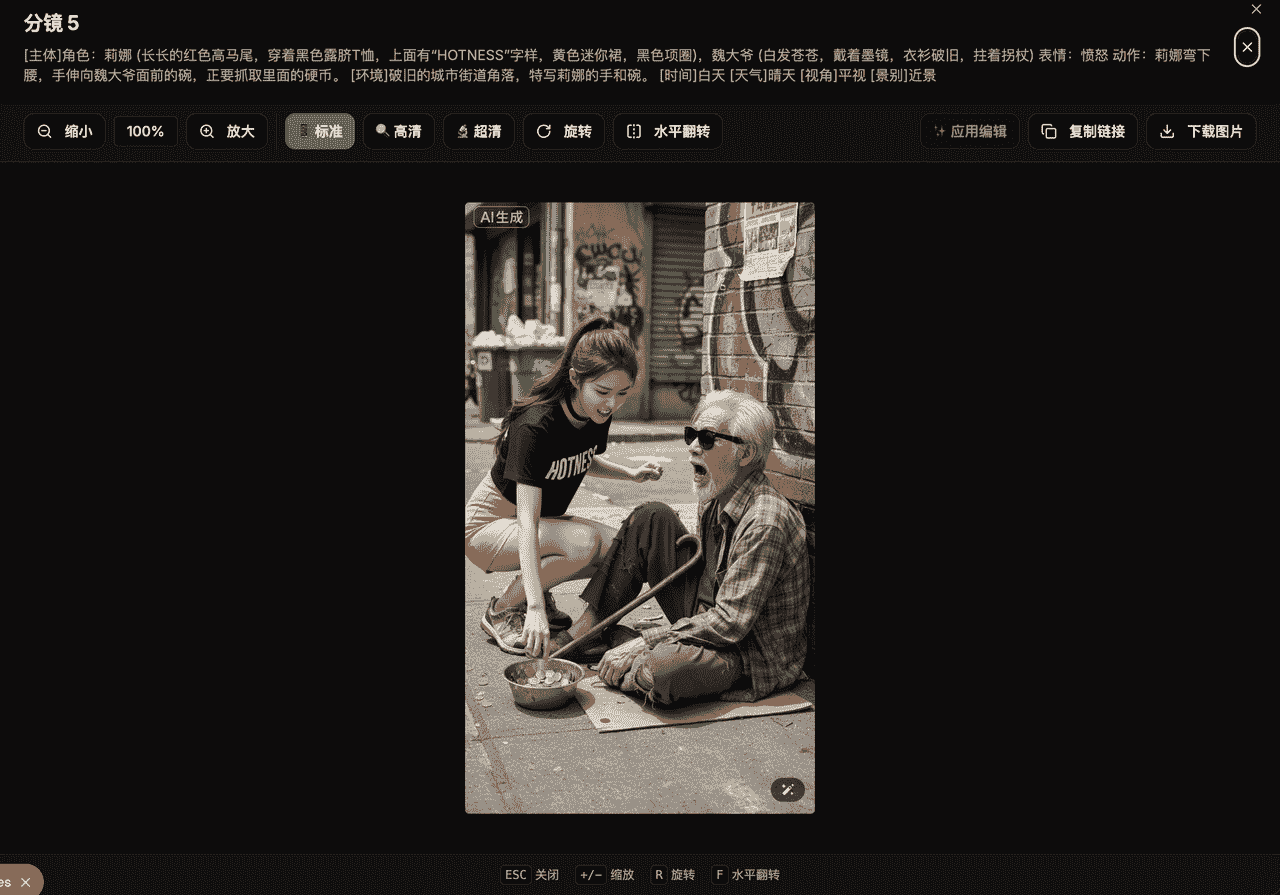 分镜 5
[主体]角色：莉娜 (长长的红色高马尾，穿着黑色露脐T恤，上面有“HOTNESS”字样，黄色迷你裙，黑色项圈)，魏大爷 (白发苍苍，戴着墨镜，衣衫破旧，拄着拐杖) 表情：愤怒 动作：莉娜弯下
腰，手伸向魏大爷面前的碗，正要抓取里面的硬币。 [环境]破旧的城市街道角落，特写莉娜的手和碗。 [时间]白天 [天气]晴天 [视角]平视 [景别]近景
缩小 100% 放大 标准 高清 超清 旋转 水平翻转 应用编辑 复制链接 下载图片
AI生成
HOTNESS
ESC 关闭 +/− 缩放 R 旋转 F 水平翻转
es